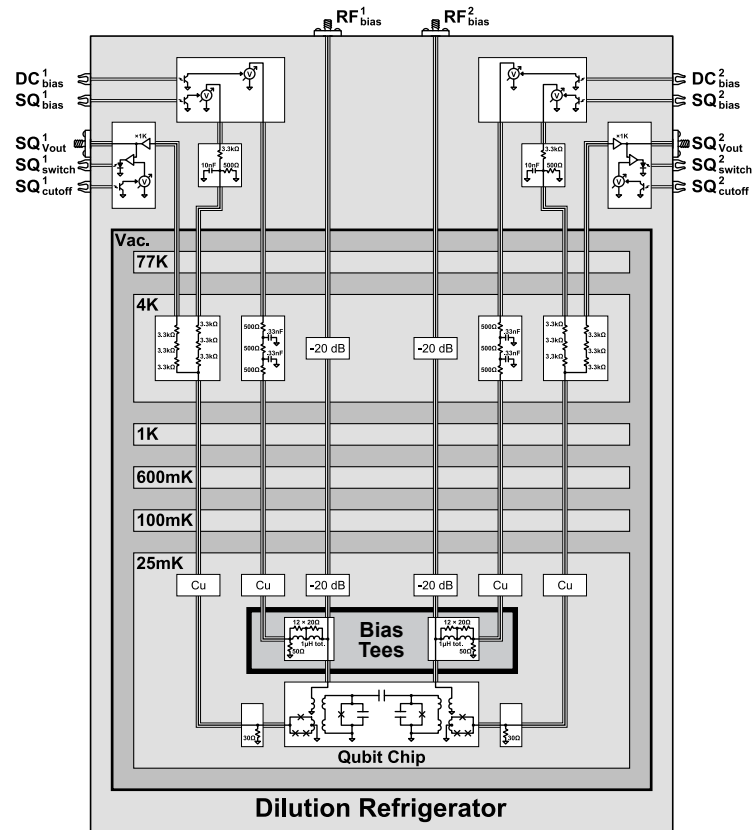 RF¹bias RF²bias
DC¹bias DC²bias
SQ¹bias SQ²bias
V V V V
SQ¹Vout ×1K ×1K SQ²Vout
3.3kΩ 3.3kΩ
SQ¹switch 10nF 500Ω 10nF 500Ω SQ²switch
SQ¹cutoff V V SQ²cutoff
Vac.
77K
4K
3.3kΩ 3.3kΩ 500Ω 500Ω 3.3kΩ 3.3kΩ
.33nF .33nF
3.3kΩ 3.3kΩ 500Ω -20 dB -20 dB 500Ω 3.3kΩ 3.3kΩ
.33nF .33nF
3.3kΩ 3.3kΩ 500Ω 500Ω 3.3kΩ 3.3kΩ
1K
600mK
100mK
25mK
Cu Cu -20 dB -20 dB Cu Cu
12 × 20Ω Bias 12 × 20Ω
1μH tot. Tees 1μH tot.
50Ω 50Ω
30Ω 30Ω
Qubit Chip
Dilution Refrigerator